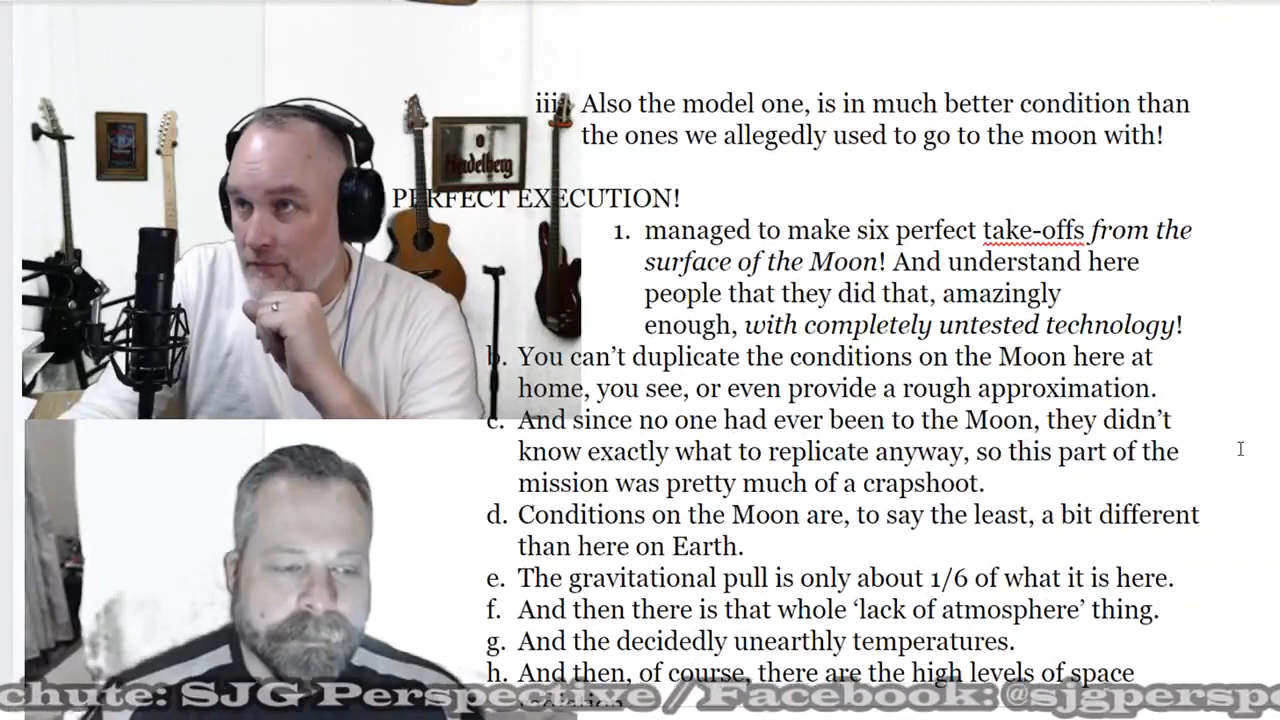 iii. Also the model one, is in much better condition than
the ones we allegedly used to go to the moon with!
Heidelberg
PERFECT EXECUTION!
1. managed to make six perfect take-offs from the
surface of the Moon! And understand here
people that they did that, amazingly
enough, with completely untested technology!
b. You can’t duplicate the conditions on the Moon here at
home, you see, or even provide a rough approximation.
c. And since no one had ever been to the Moon, they didn’t
know exactly what to replicate anyway, so this part of the
mission was pretty much of a crapshoot.
d. Conditions on the Moon are, to say the least, a bit different
than here on Earth.
e. The gravitational pull is only about 1/6 of what it is here.
f. And then there is that whole ‘lack of atmosphere’ thing.
g. And the decidedly unearthly temperatures.
h. And then, of course, there are the high levels of space
chute: SJG Perspective / Facebook: @sjgperspe